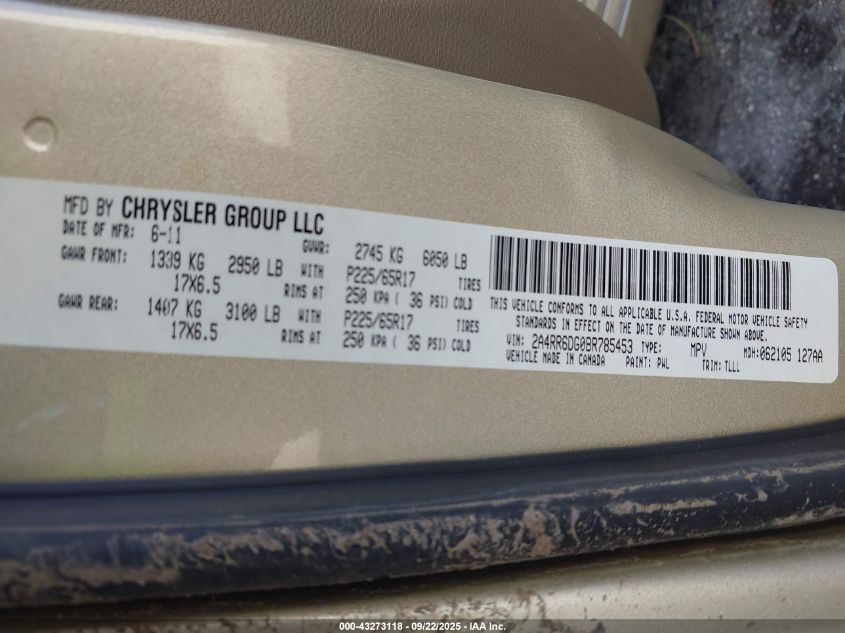 MFD BY CHRYSLER GROUP LLC
DATE OF MFR: 6-11 GVWR: 2745 KG 6050 LB
GAWR FRONT: 1339 KG 2950 LB WITH P225/65R17 TIRES
17X6.5 RIMS AT 250 KPA ( 36 PSI) COLD
GAWR REAR: 1407 KG 3100 LB WITH P225/65R17 TIRES
17X6.5 RIMS AT 250 KPA ( 36 PSI) COLD
THIS VEHICLE CONFORMS TO ALL APPLICABLE U.S.A. FEDERAL MOTOR VEHICLE SAFETY
STANDARDS IN EFFECT ON THE DATE OF MANUFACTURE SHOWN ABOVE.
VIN: 2A4RR6DG0BR785453 TYPE: MPV MDH:062105 127AA
VEHICLE MADE IN CANADA PAINT: PWL TRIM: TLLL
000-43273118 - 09/22/2025 - IAA Inc.